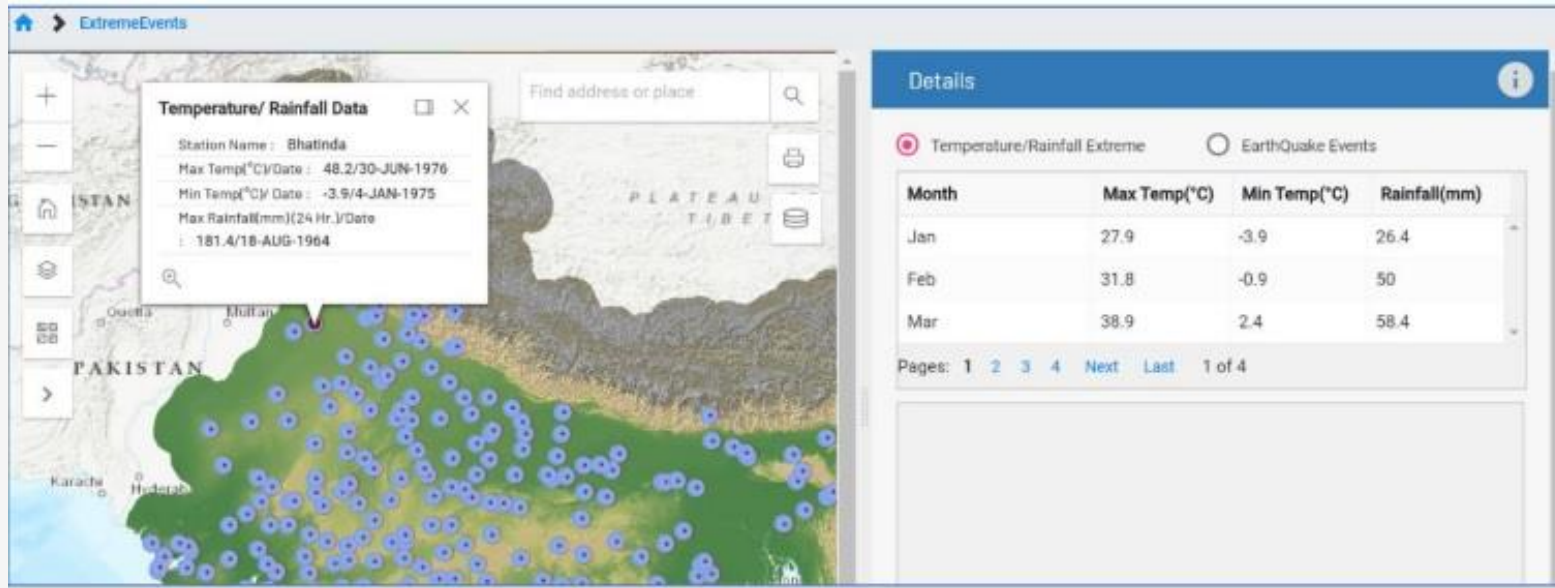 ExtremeEvents
Temperature/ Rainfall Data
Station Name : Bhatinda
Max Temp(°C)/Date : 48.2/30-JUN-1976
Min Temp(°C)/ Date : -3.9/4-JAN-1975
Max Rainfall(mm)(24 Hr.)/Date
: 181.4/18-AUG-1964
Find address or place
PLATEAU
TIBET
STAN
Quetta
Multan
PAKISTAN
Karachi
Hyderab
Details
Temperature/Rainfall Extreme
EarthQuake Events
Month Max Temp(°C) Min Temp(°C) Rainfall(mm)
Jan 27.9 -3.9 26.4
Feb 31.8 -0.9 50
Mar 38.9 2.4 58.4
Pages: 1 2 3 4 Next Last 1 of 4